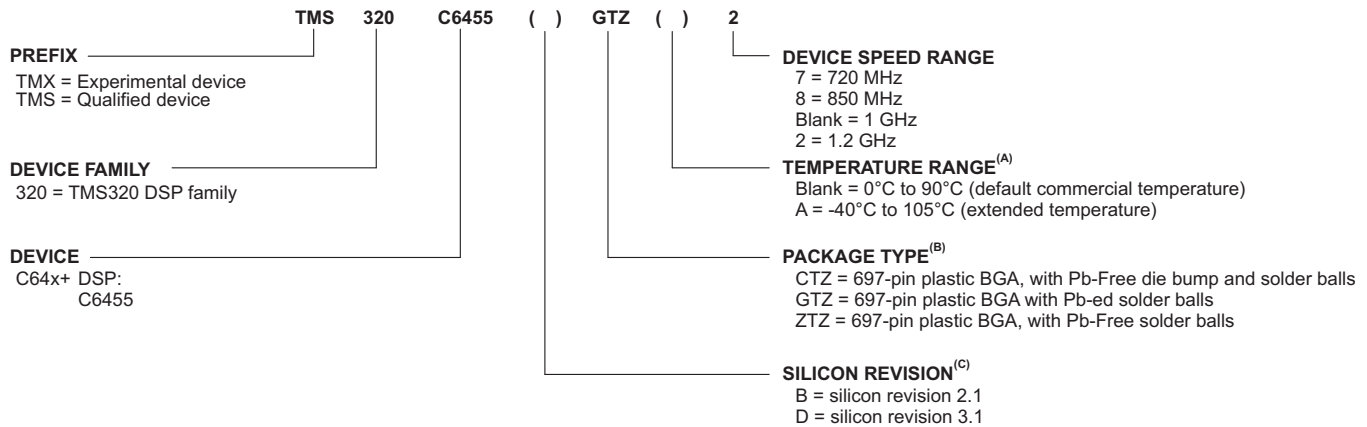 TMS 320 C6455 ( ) GTZ ( ) 2
PREFIX
TMX = Experimental device
TMS = Qualified device
DEVICE FAMILY
320 = TMS320 DSP family
DEVICE
C64x+ DSP:
C6455
DEVICE SPEED RANGE
7 = 720 MHz
8 = 850 MHz
Blank = 1 GHz
2 = 1.2 GHz
TEMPERATURE RANGE(A)
Blank = 0°C to 90°C (default commercial temperature)
A = -40°C to 105°C (extended temperature)
PACKAGE TYPE(B)
CTZ = 697-pin plastic BGA, with Pb-Free die bump and solder balls
GTZ = 697-pin plastic BGA with Pb-ed solder balls
ZTZ = 697-pin plastic BGA, with Pb-Free solder balls
SILICON REVISION(C)
B = silicon revision 2.1
D = silicon revision 3.1